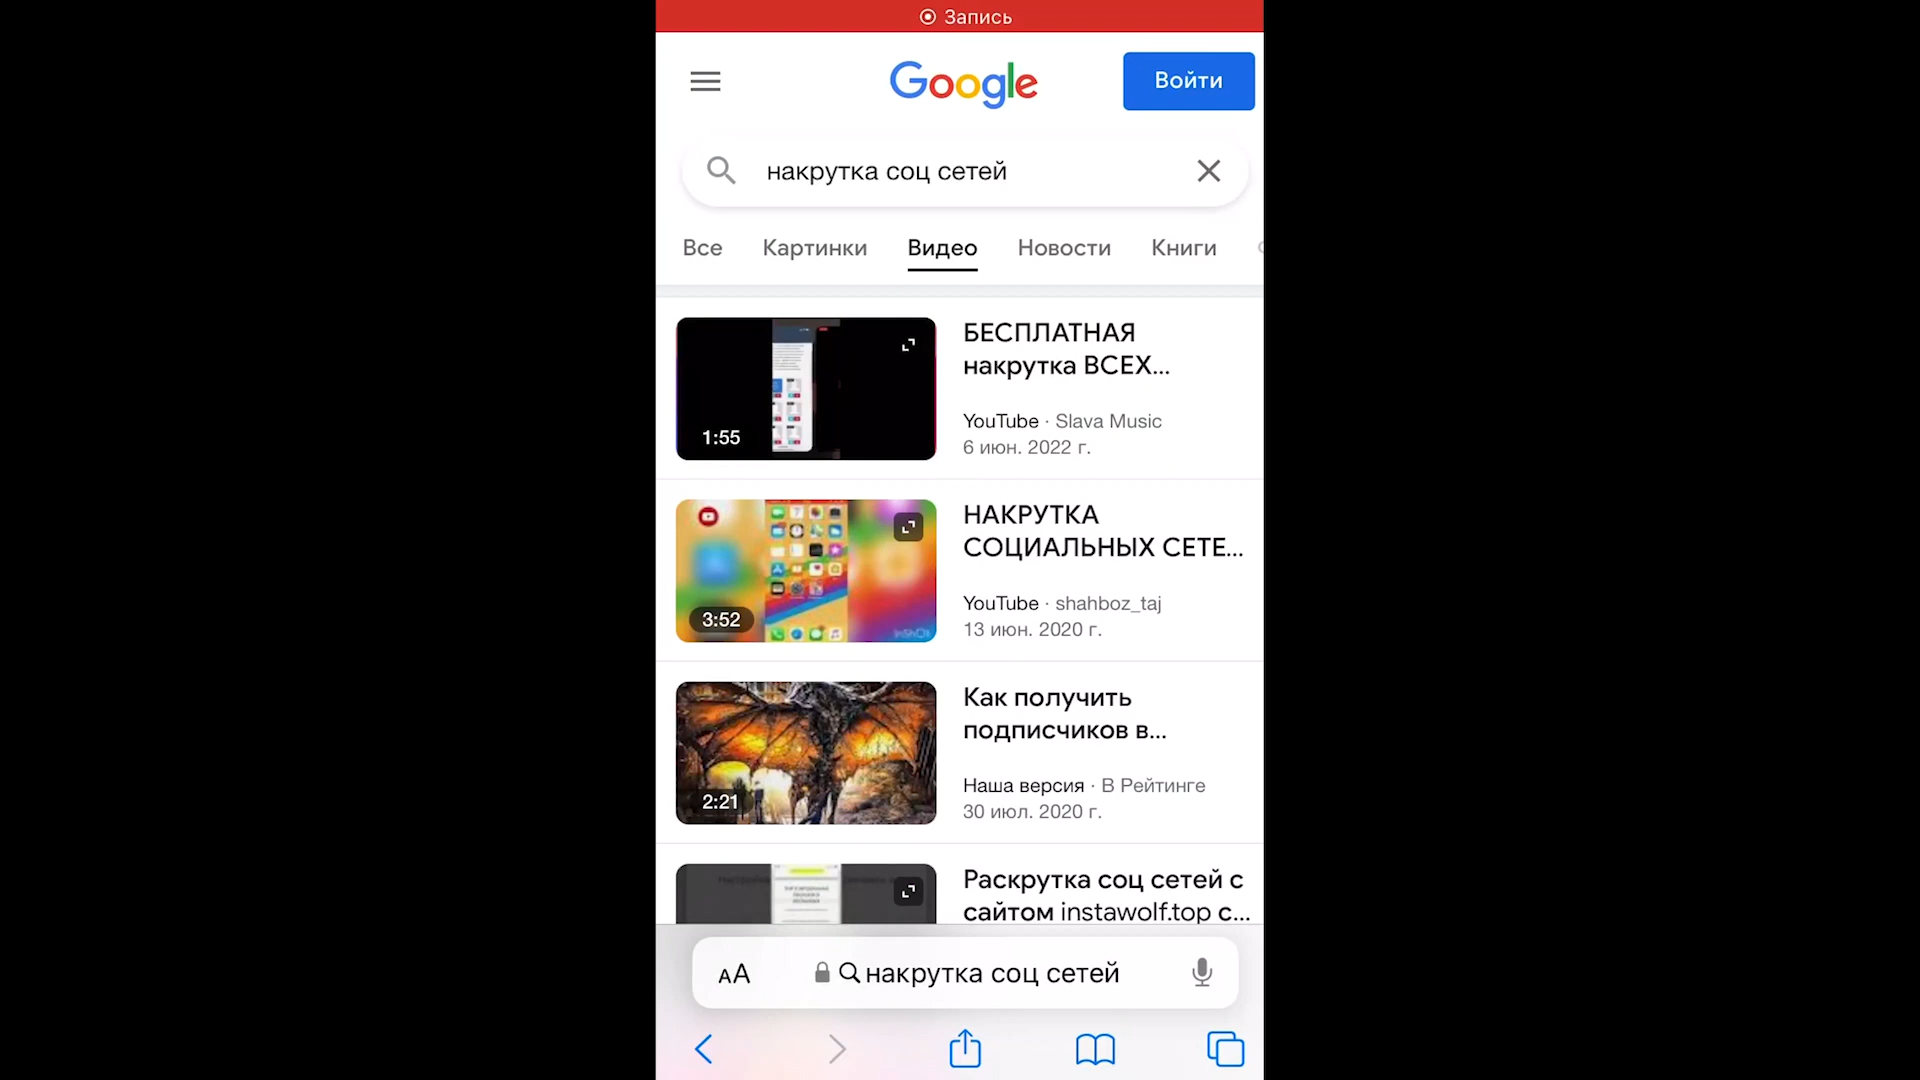 Запись
Google
Войти
накрутка соц сетей
Все Картинки Видео Новости Книги
БЕСПЛАТНАЯ
накрутка ВСЕХ...
YouTube · Slava Music
6 июн. 2022 г.
1:55
НАКРУТКА
СОЦИАЛЬНЫХ СЕТЕ...
YouTube · shahboz_taj
13 июн. 2020 г.
3:52
InShOt
Как получить
подписчиков в...
Наша версия · В Рейтинге
30 июл. 2020 г.
2:21
Раскрутка соц сетей с
сайтом instawolf.top с...
AA накрутка соц сетей